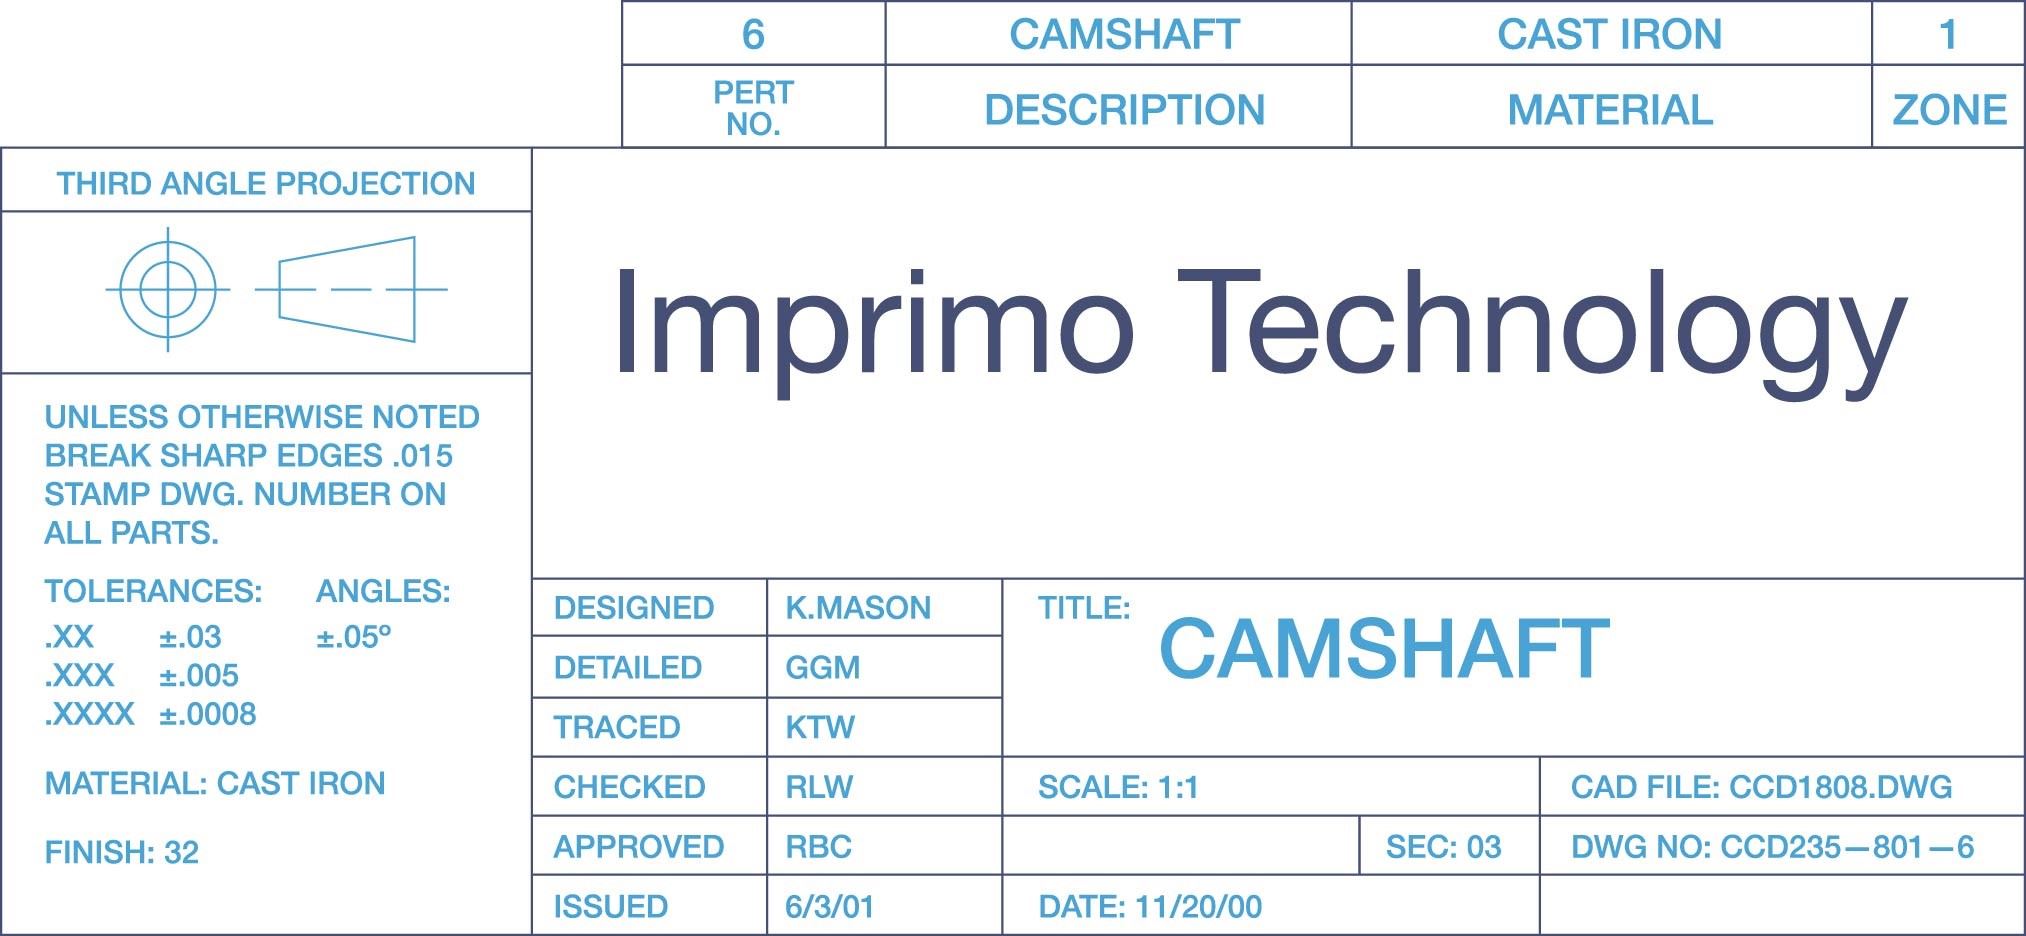 6 CAMSHAFT CAST IRON 1
PERT
NO. DESCRIPTION MATERIAL ZONE
THIRD ANGLE PROJECTION
Imprimo Technology
UNLESS OTHERWISE NOTED
BREAK SHARP EDGES .015
STAMP DWG. NUMBER ON
ALL PARTS.
TOLERANCES: ANGLES:
.XX ±.03 ±.05º
.XXX ±.005
.XXXX ±.0008
MATERIAL: CAST IRON
FINISH: 32
DESIGNED K.MASON
DETAILED GGM
TRACED KTW
CHECKED RLW
APPROVED RBC
ISSUED 6/3/01
TITLE: CAMSHAFT
SCALE: 1:1 CAD FILE: CCD1808.DWG
SEC: 03 DWG NO: CCD235—801—6
DATE: 11/20/00